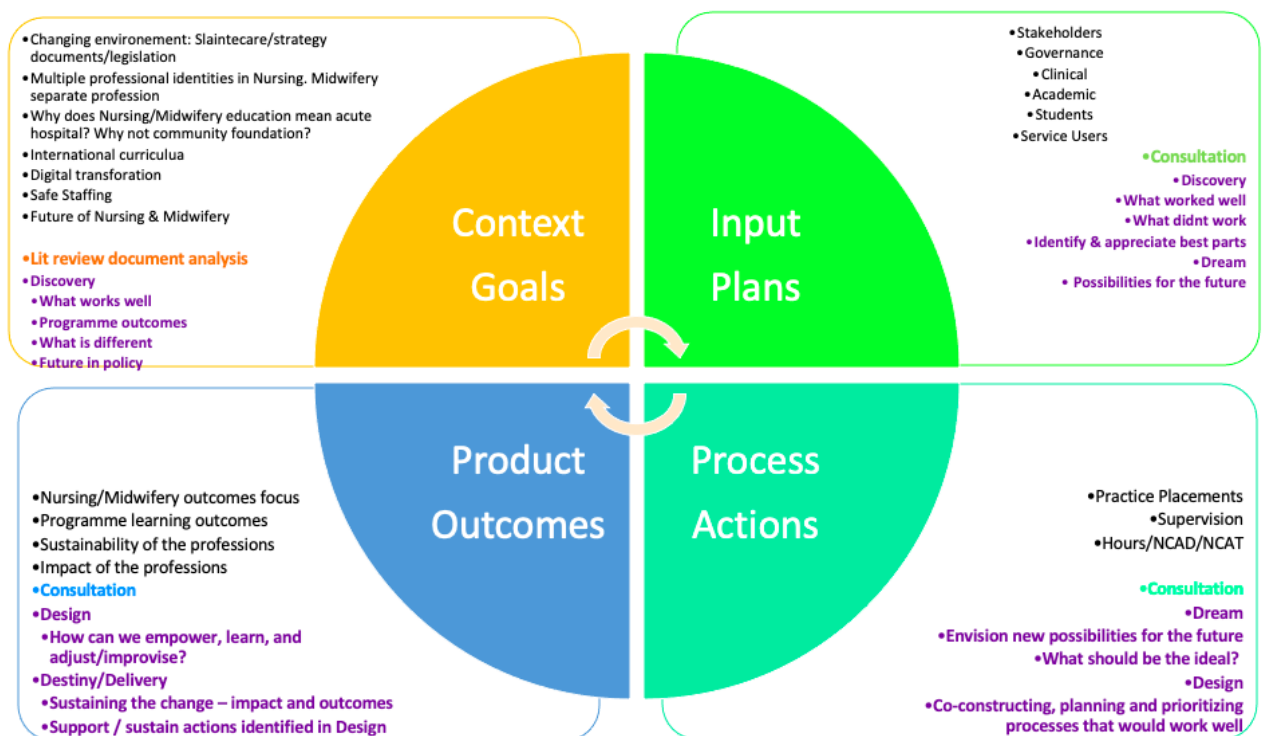 •Changing environement: Slaintecare/strategy
documents/legislation
•Multiple professional identities in Nursing. Midwifery
separate profession
•Why does Nursing/Midwifery education mean acute
hospital? Why not community foundation?
•International curriculua
•Digital transforation
•Safe Staffing
•Future of Nursing & Midwifery
•Lit review document analysis
•Discovery
•What works well
•Programme outcomes
•What is different
•Future in policy
Context
Goals
Input
Plans
•Stakeholders
•Governance
•Clinical
•Academic
•Students
•Service Users
•Consultation
•Discovery
•What worked well
•What didnt work
•Identify & appreciate best parts
•Dream
• Possibilities for the future
•Nursing/Midwifery outcomes focus
•Programme learning outcomes
•Sustainability of the professions
•Impact of the professions
•Consultation
•Design
•How can we empower, learn, and
adjust/improvise?
•Destiny/Delivery
•Sustaining the change – impact and outcomes
•Support / sustain actions identified in Design
Product
Outcomes
Process
Actions
•Practice Placements
•Supervision
•Hours/NCAD/NCAT
•Consultation
•Dream
•Envision new possibilities for the future
•What should be the ideal?
•Design
•Co-constructing, planning and prioritizing
processes that would work well